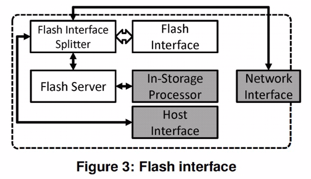 Flash Interface
Splitter
Flash
Interface
Flash Server
In-Storage
Processor
Network
Interface
Host
Interface
Figure 3: Flash interface